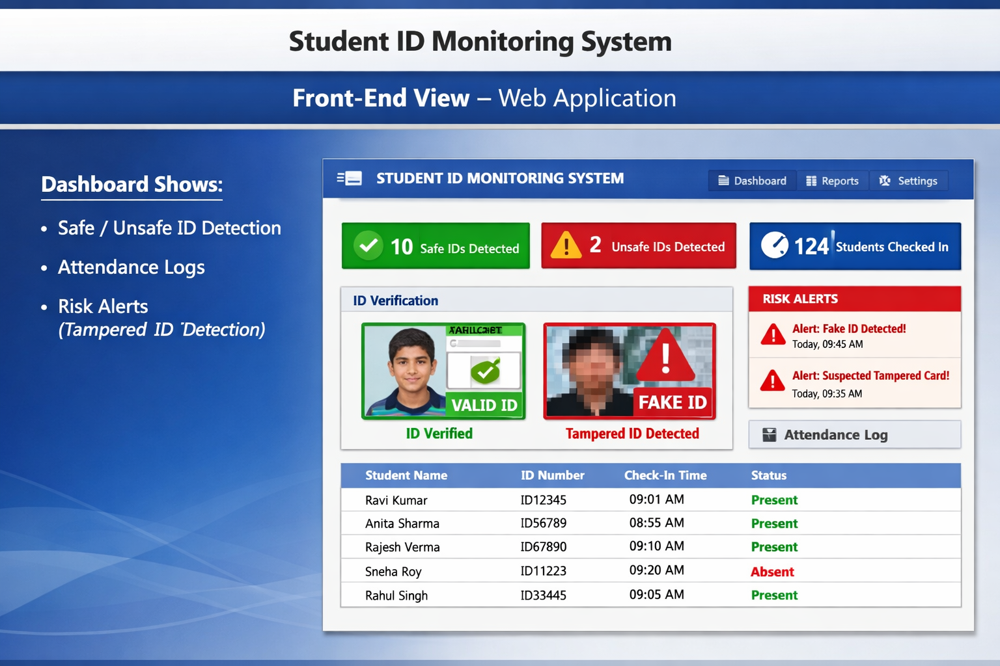 Student ID Monitoring System
Front-End View – Web Application
Dashboard Shows:
• Safe / Unsafe ID Detection
• Attendance Logs
• Risk Alerts
(Tampered ID Detection)
STUDENT ID MONITORING SYSTEM
Dashboard Reports Settings
10 Safe IDs Detected
2 Unsafe IDs Detected
124 Students Checked In
ID Verification
VALID ID
ID Verified
FAKE ID
Tampered ID Detected
RISK ALERTS
Alert: Fake ID Detected!
Today, 09:45 AM
Alert: Suspected Tampered Card!
Today, 09:35 AM
Attendance Log
Student Name ID Number Check-In Time Status
Ravi Kumar ID12345 09:01 AM Present
Anita Sharma ID56789 08:55 AM Present
Rajesh Verma ID67890 09:10 AM Present
Sneha Roy ID11223 09:20 AM Absent
Rahul Singh ID33445 09:05 AM Present